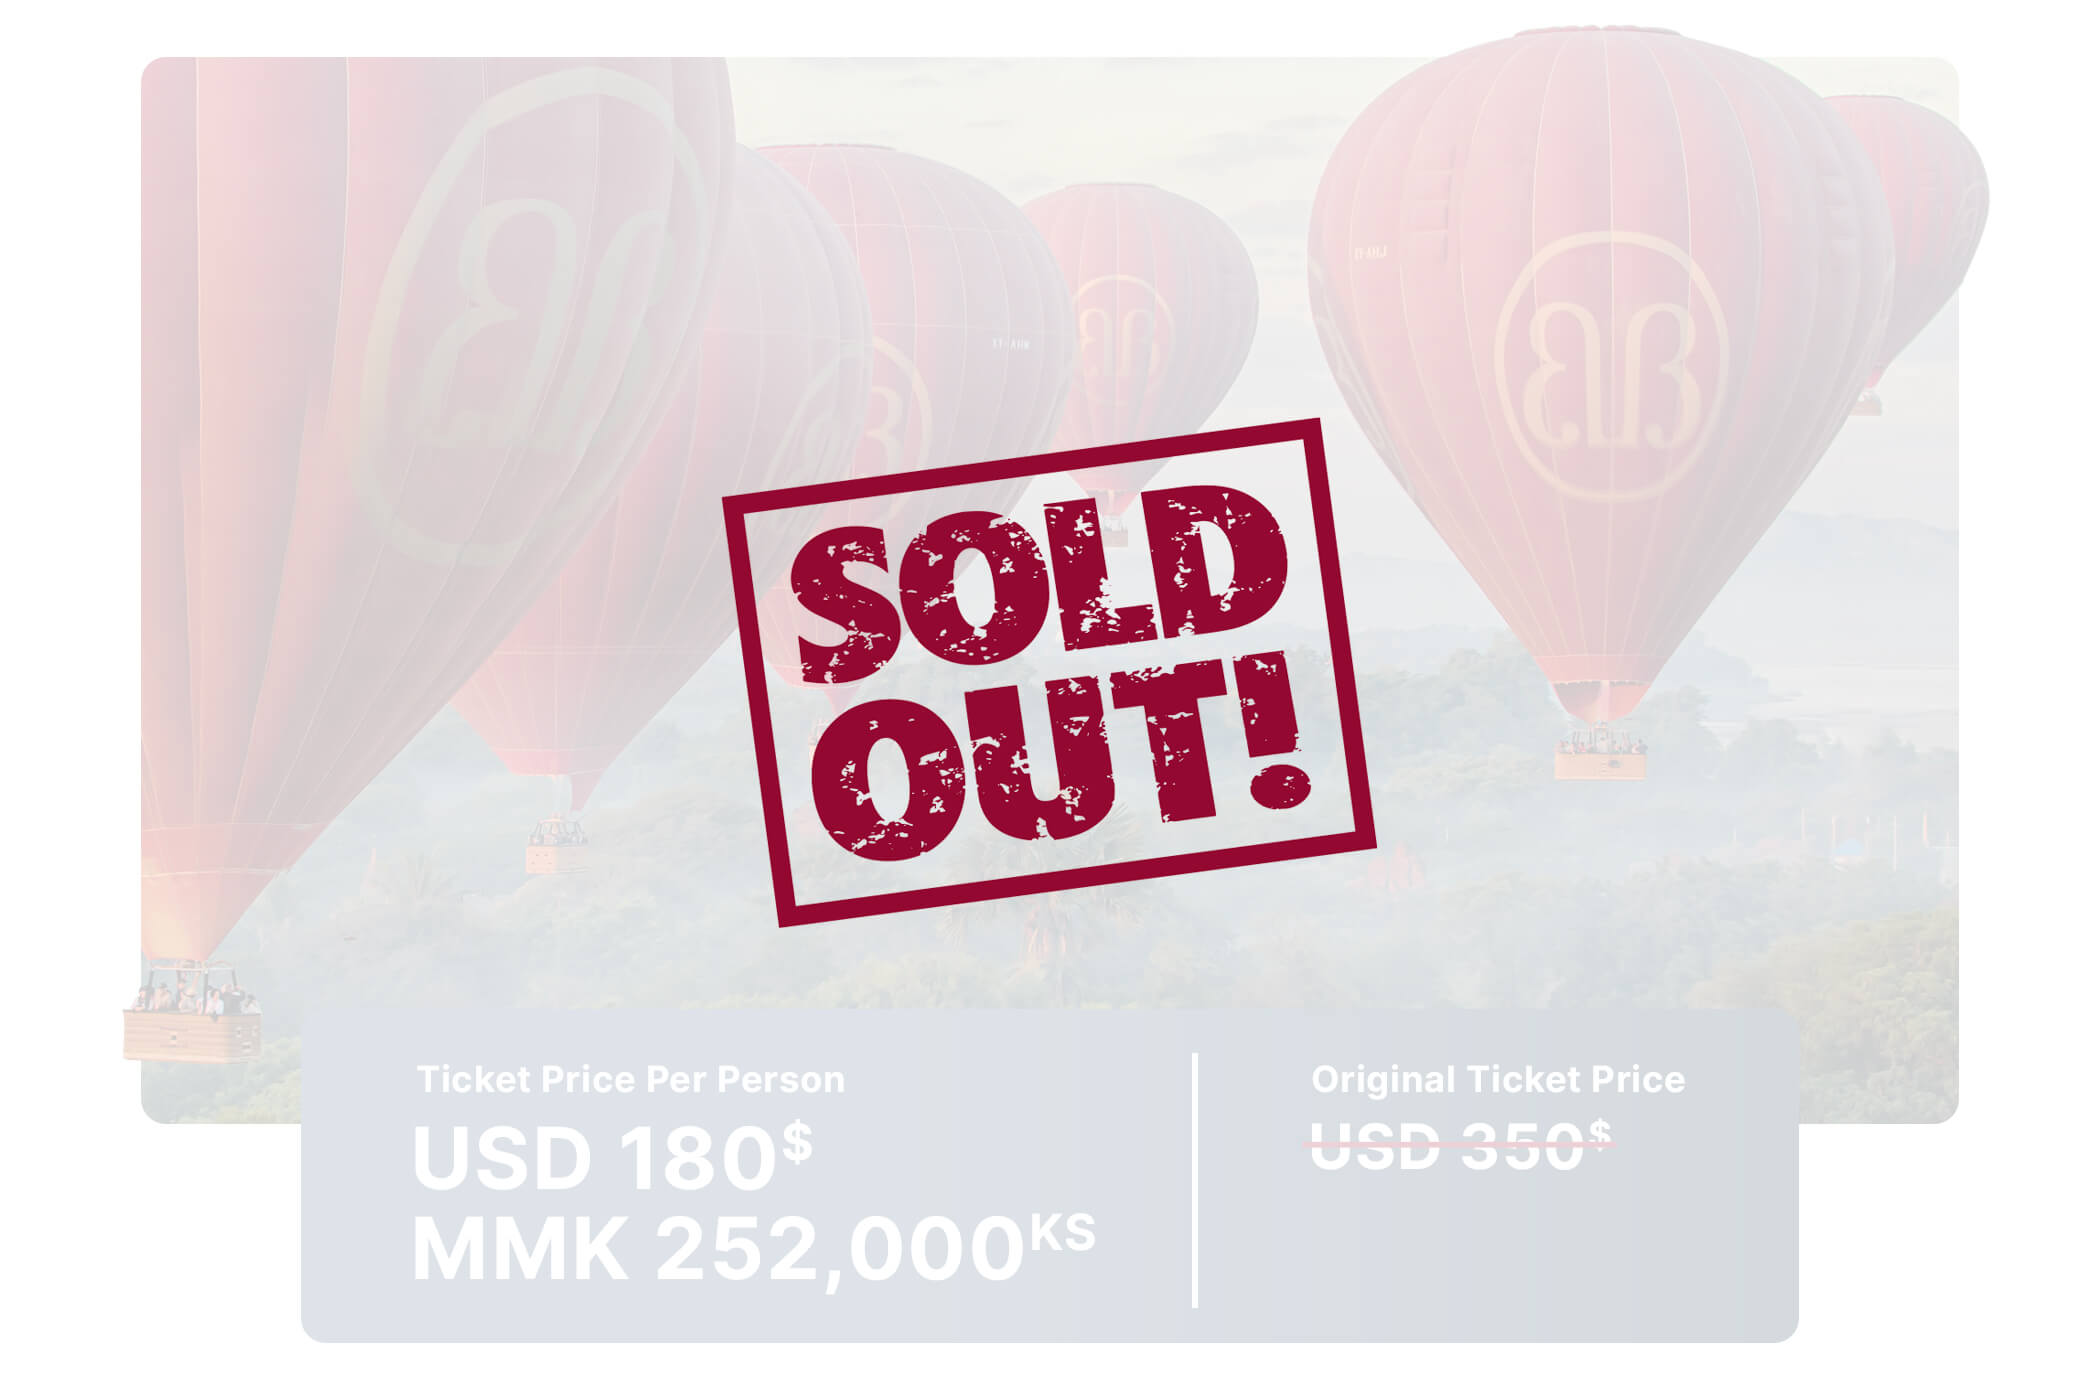 SOLD
OUT!
Ticket Price Per Person
USD 180$
MMK 252,000KS
Original Ticket Price
USD 350$